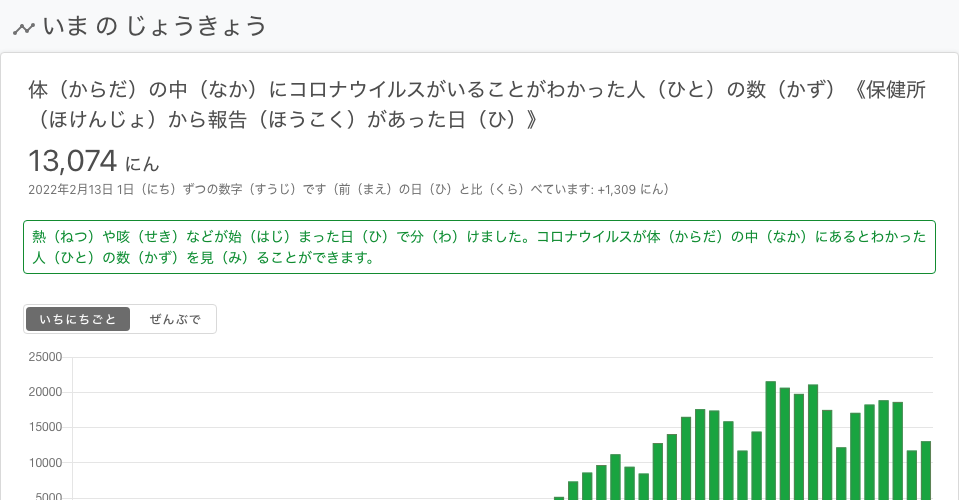 いま の じょうきょう
体（からだ）の中（なか）にコロナウイルスがいることがわかった人（ひと）の数（かず）《保健所
（ほけんじょ）から報告（ほうこく）があった日（ひ）》
13,074 にん
2022年2月13日 1日（にち）ずつの数字（すうじ）です（前（まえ）の日（ひ）と比（くら）べています: +1,309 にん）
熱（ねつ）や咳（せき）などが始（はじ）まった日（ひ）で分（わ）けました。コロナウイルスが体（からだ）の中（なか）にあるとわかった
人（ひと）の数（かず）を見（み）ることができます。
いちにちごと ぜんぶで
25000
20000
15000
10000
5000